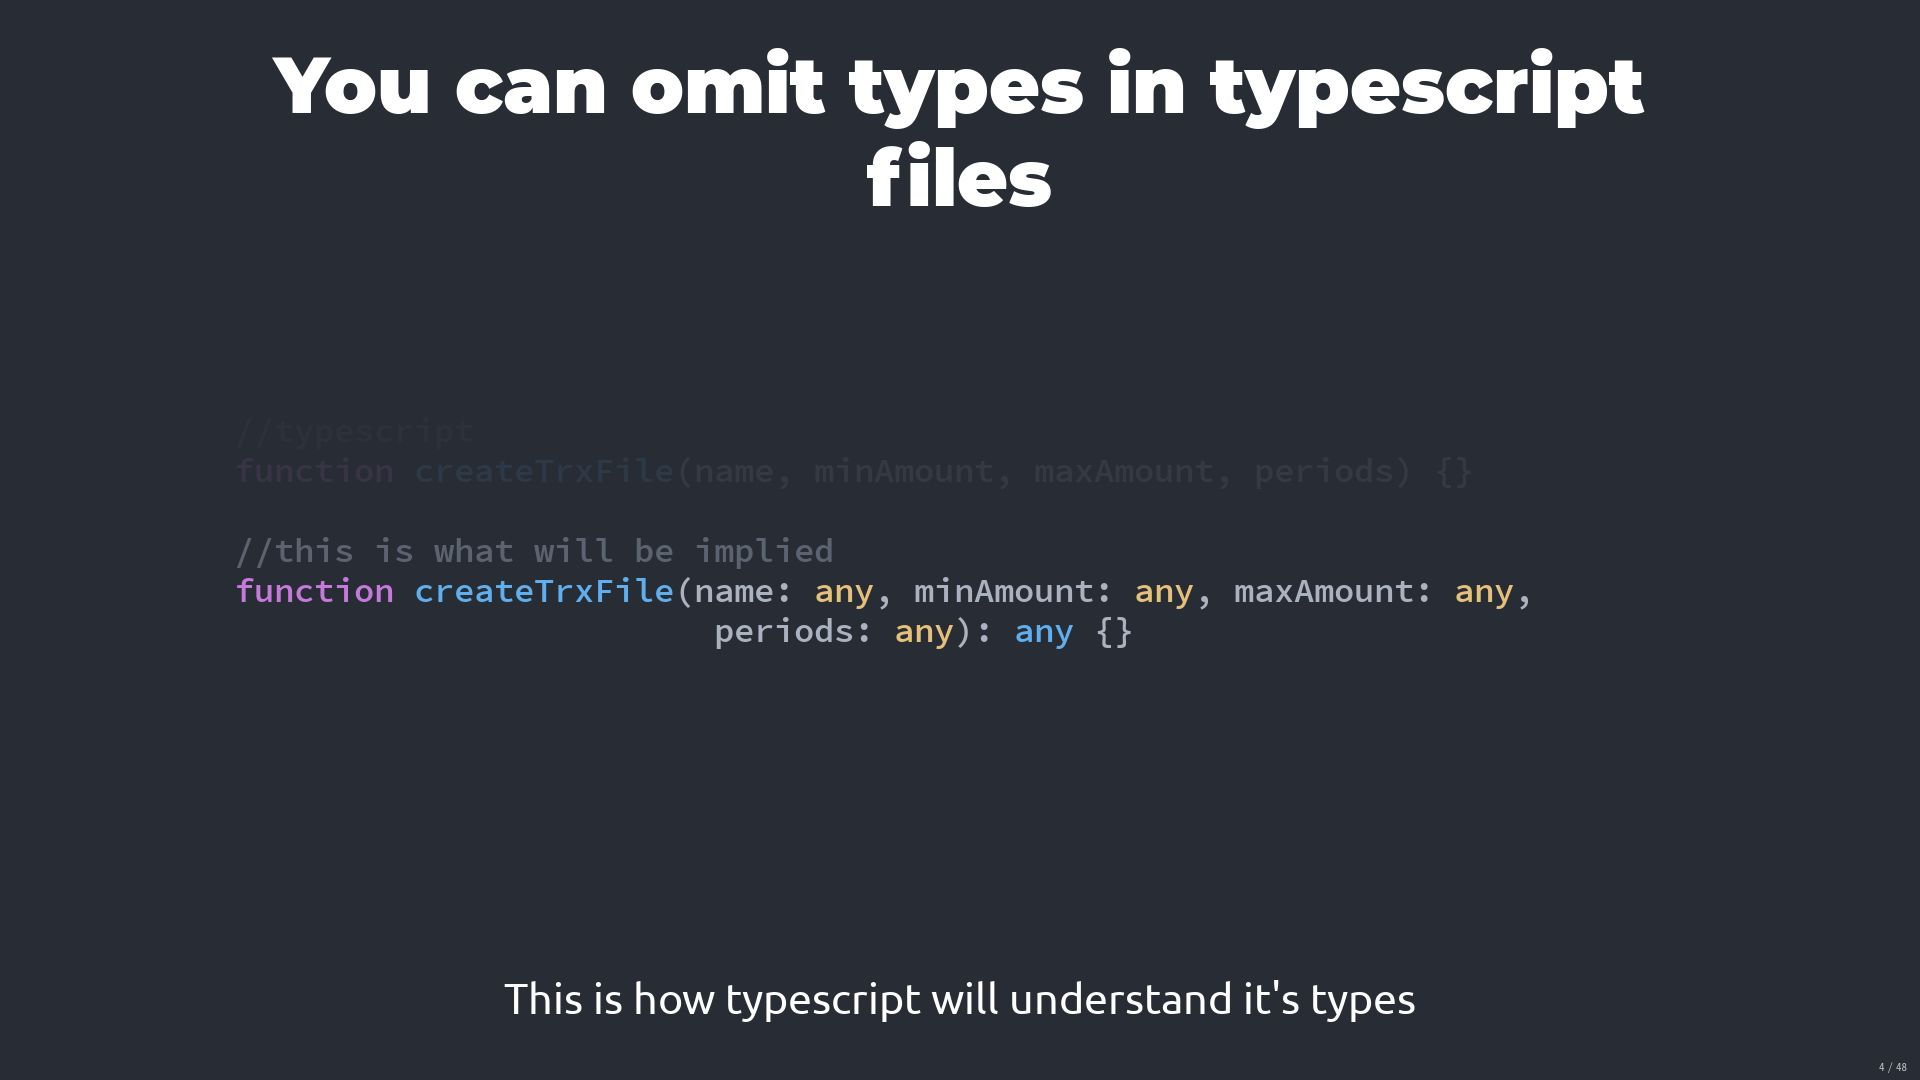 You can omit types in typescript
files
//typescript
function createTrxFile(name, minAmount, maxAmount, periods) {}
//this is what will be implied
function createTrxFile(name: any, minAmount: any, maxAmount: any,
periods: any): any {}
This is how typescript will understand it's types
4 / 48